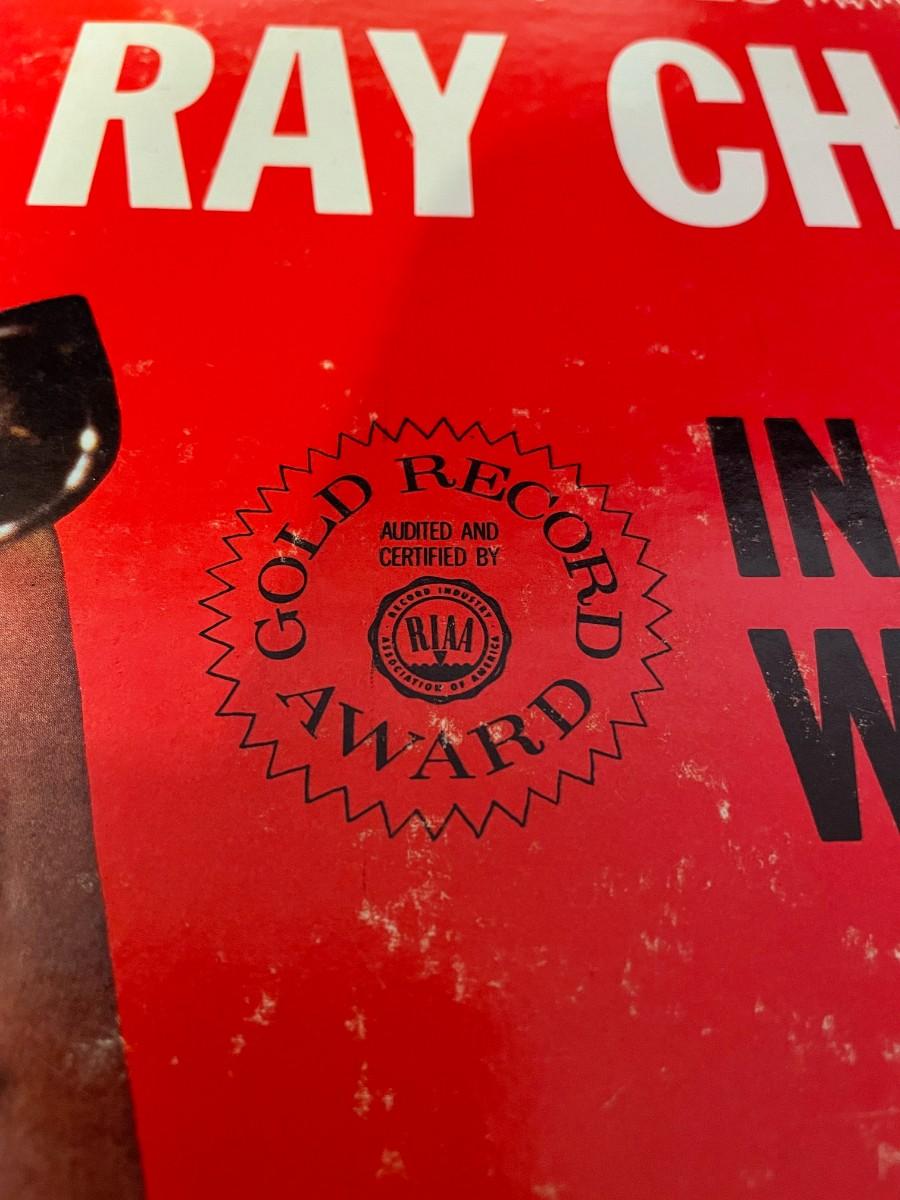 RAY CH
IN
W
GOLD RECORD
AUDITED AND
CERTIFIED BY
RECORD INDUSTRY
RIAA
ASSOCIATION OF AMERICA
AWARD